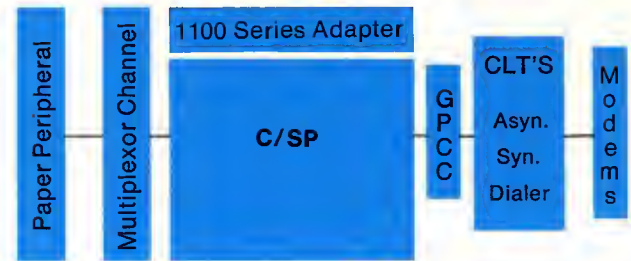 Paper Peripheral
Multiplexor Channel
1100 Series Adapter
C/SP
GPCC
CLT'S
Asyn.
Syn.
Dialer
Modems